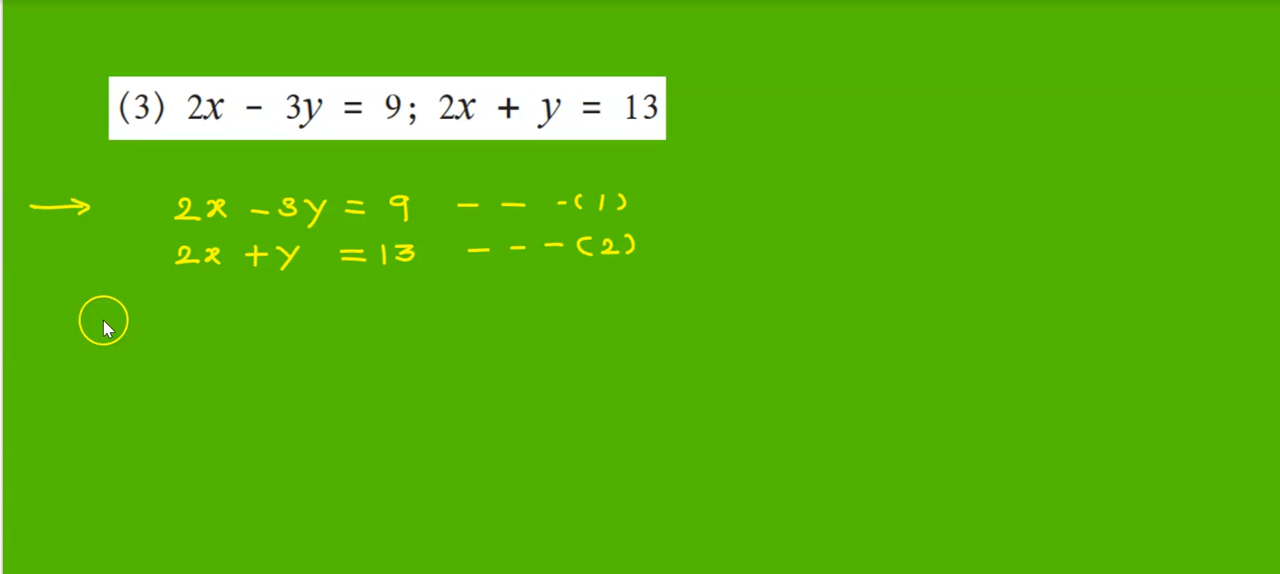 (3) 2x - 3y = 9; 2x + y = 13
2x - 3y = 9 - - -(1)
2x + y = 13 - - -(2)